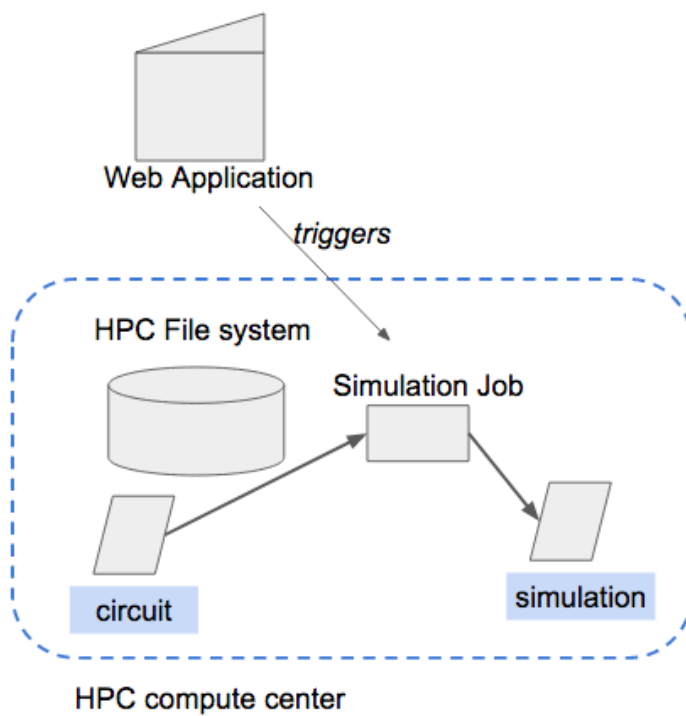 Web Application
triggers
HPC File system
Simulation Job
circuit
simulation
HPC compute center